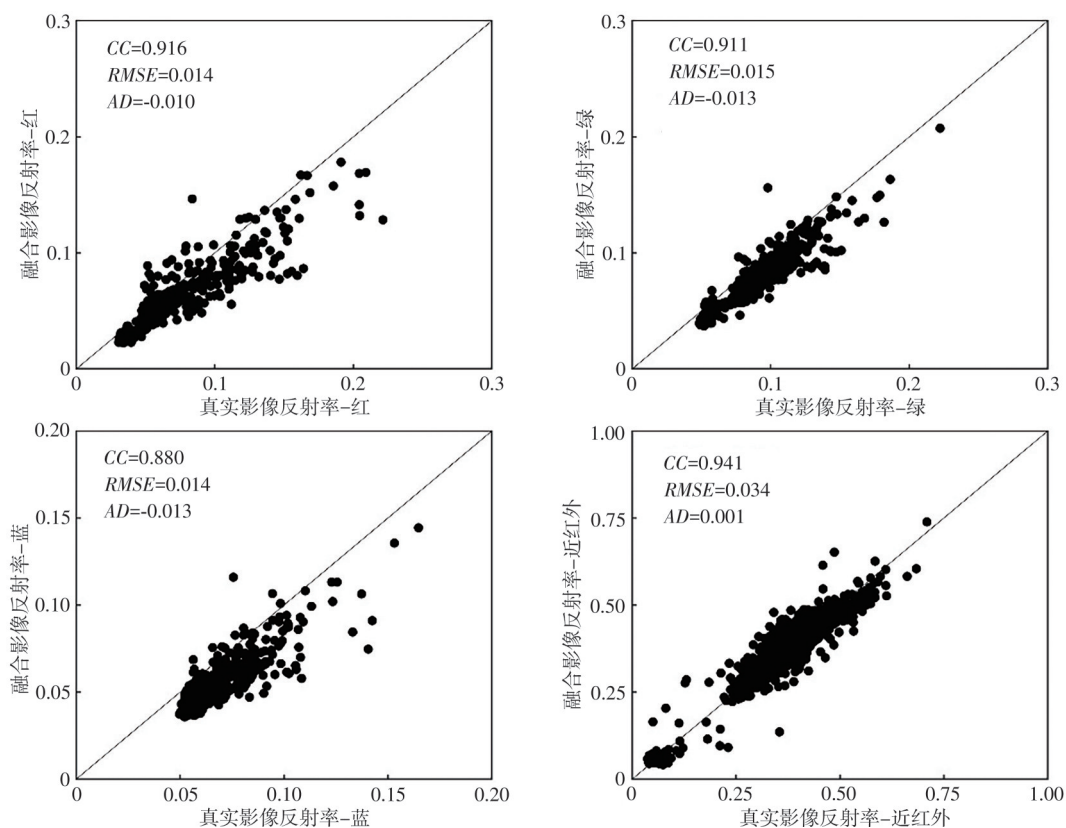 0.3
CC=0.916
RMSE=0.014
AD=-0.010
0.2
0.1
0
0
0.1
0.2
0.3
融合影像反射率-红
真实影像反射率-红
0.3
CC=0.911
RMSE=0.015
AD=-0.013
0.2
0.1
0
0
0.1
0.2
0.3
融合影像反射率-绿
真实影像反射率-绿
0.20
CC=0.880
RMSE=0.014
AD=-0.013
0.15
0.10
0.05
0
0
0.05
0.10
0.15
0.20
融合影像反射率-蓝
真实影像反射率-蓝
1.00
CC=0.941
RMSE=0.034
AD=0.001
0.75
0.50
0.25
0
0
0.25
0.50
0.75
1.00
融合影像反射率-近红外
真实影像反射率-近红外